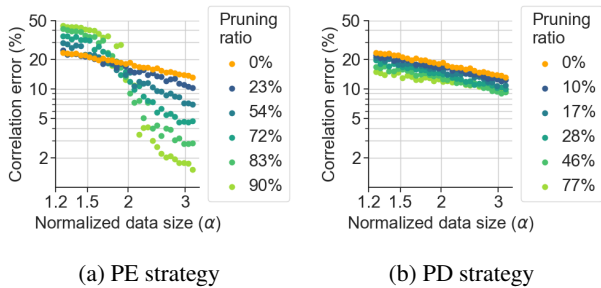 50
20
10
5
2
1.2 1.5 2 3
Correlation error (%)
Normalized data size (α)
Pruning
ratio
0%
23%
54%
72%
83%
90%
(a) PE strategy
50
20
10
5
2
1.2 1.5 2 3
Correlation error (%)
Normalized data size (α)
Pruning
ratio
0%
10%
17%
28%
46%
77%
(b) PD strategy